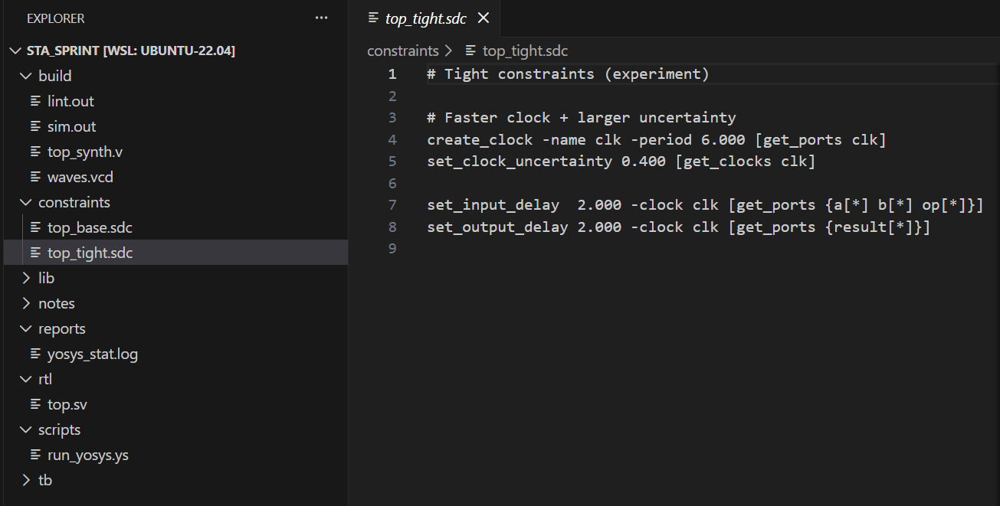 EXPLORER
STA_SPRINT [WSL: UBUNTU-22.04]
build
lint.out
sim.out
top_synth.v
waves.vcd
constraints
top_base.sdc
top_tight.sdc
lib
notes
reports
yosys_stat.log
rtl
top.sv
scripts
run_yosys.ys
tb
top_tight.sdc
constraints > top_tight.sdc
1 # Tight constraints (experiment)
2
3 # Faster clock + larger uncertainty
4 create_clock -name clk -period 6.000 [get_ports clk]
5 set_clock_uncertainty 0.400 [get_clocks clk]
6
7 set_input_delay  2.000 -clock clk [get_ports {a[*] b[*] op[*]}]
8 set_output_delay 2.000 -clock clk [get_ports {result[*]}]
9